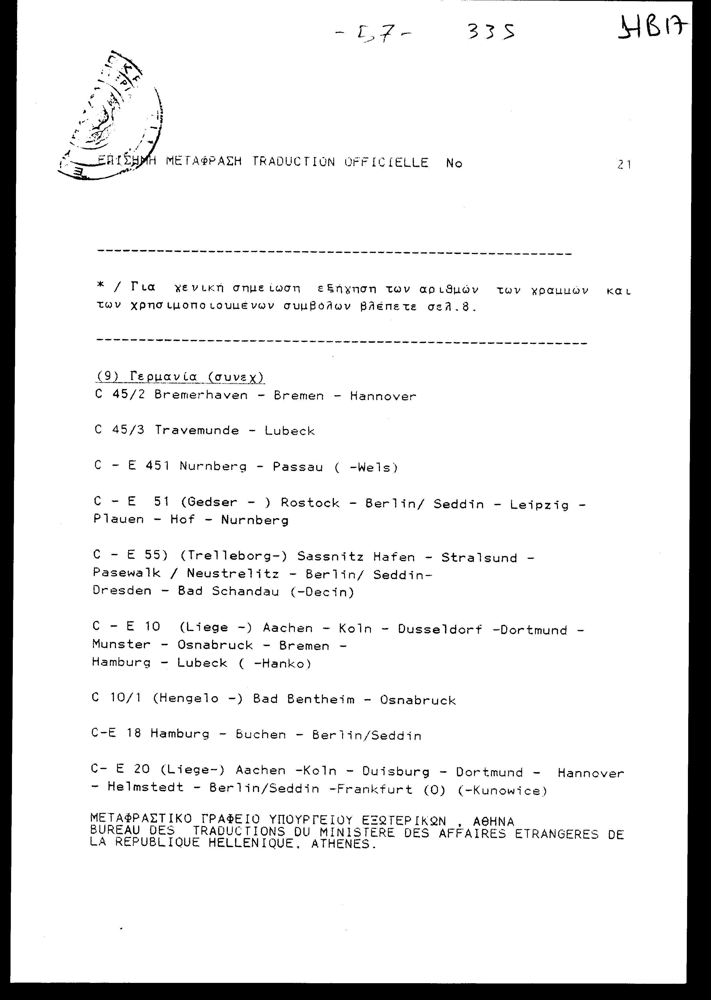 - 57 - 335 HB17
ΕΠΙΣΗΜΗ ΜΕΤΑΦΡΑΣΗ TRADUCTION OFFICIELLE No 21
* / Για γενική σημείωση εξήγηση των αριθμών των γραμμών και
των χρησιμοποιουμένων συμβόλων βλέπετε σελ.8.
(9) Γερμανία (συνεχ)
C 45/2 Bremerhaven - Bremen - Hannover
C 45/3 Travemunde - Lubeck
C - E 451 Nurnberg - Passau ( -Wels)
C - E 51 (Gedser - ) Rostock - Berlin/ Seddin - Leipzig -
Plauen - Hof - Nurnberg
C - E 55) (Trelleborg-) Sassnitz Hafen - Stralsund -
Pasewalk / Neustrelitz - Berlin/ Seddin-
Dresden - Bad Schandau (-Decin)
C - E 10 (Liege -) Aachen - Koln - Dusseldorf -Dortmund -
Munster - Osnabruck - Bremen -
Hamburg - Lubeck ( -Hanko)
C 10/1 (Hengelo -) Bad Bentheim - Osnabruck
C-E 18 Hamburg - Buchen - Berlin/Seddin
C- E 20 (Liege-) Aachen -Koln - Duisburg - Dortmund - Hannover
- Helmstedt - Berlin/Seddin -Frankfurt (O) (-Kunowice)
ΜΕΤΑΦΡΑΣΤΙΚΟ ΓΡΑΦΕΙΟ ΥΠΟΥΡΓΕΙΟΥ ΕΞΩΤΕΡΙΚΩΝ , ΑΘΗΝΑ
BUREAU DES TRADUCTIONS DU MINISTERE DES AFFAIRES ETRANGERES DE
LA REPUBLIQUE HELLENIQUE, ATHENES.